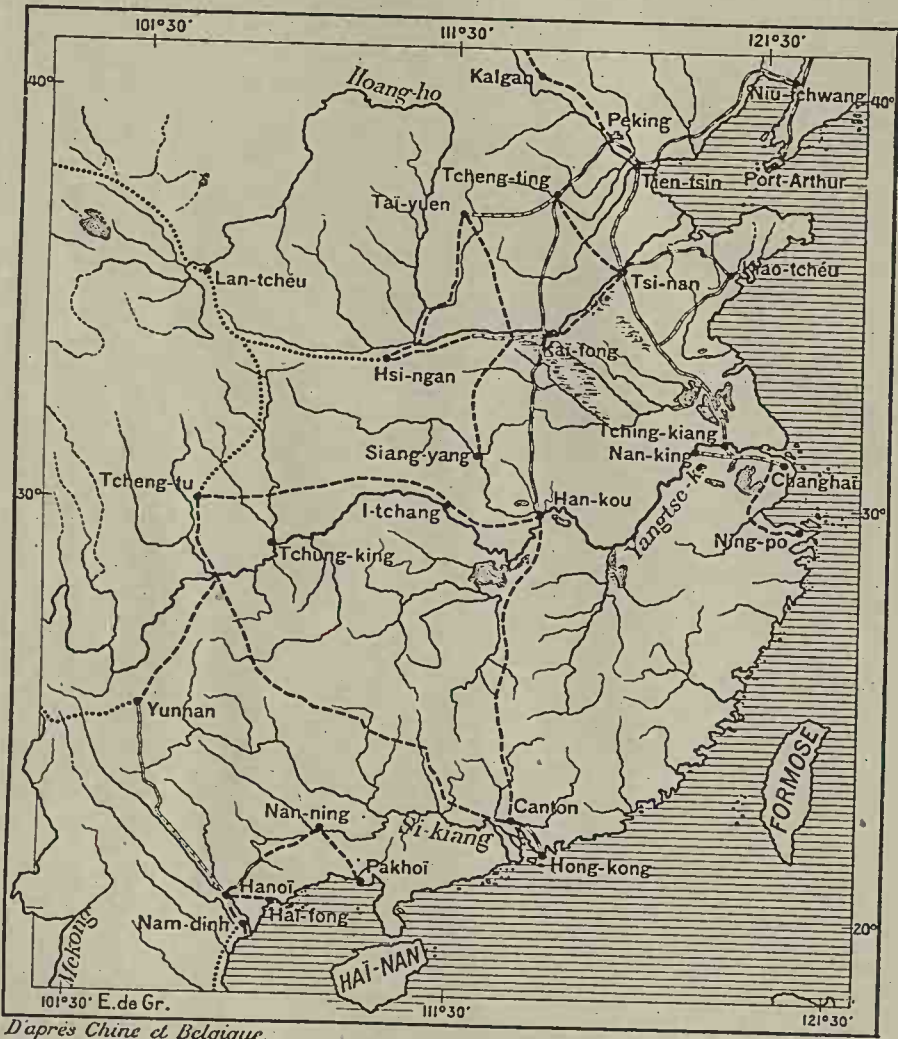 101°30'
111°30'
121°30'
40°
Hoang-ho
Kalgan
Niu-tchwang
40°
Peking
Tcheng-ting
Tien-tsin
Port-Arthur
Taï-yuen
Lan-tchéu
Tsi-nan
Kiao-tchéu
Kaï-fong
Hsi-ngan
Tching-kiang
Siang-yang
Nan-king
Changhaï
Tcheng-tu
30°
I-tchang
Han-kou
Yangtse-k.
30°
Tchung-king
Ning-po
Yunnan
FORMOSE
Nan-ning
Si-kiang
Canton
Pakhoï
Hong-kong
Hanoï
Haï-fong
Nam-dinh
20°
Mekong
HAÏ-NAN
101°30'
E. de Gr.
111°30'
121°30'
D'après Chine et Belgique.